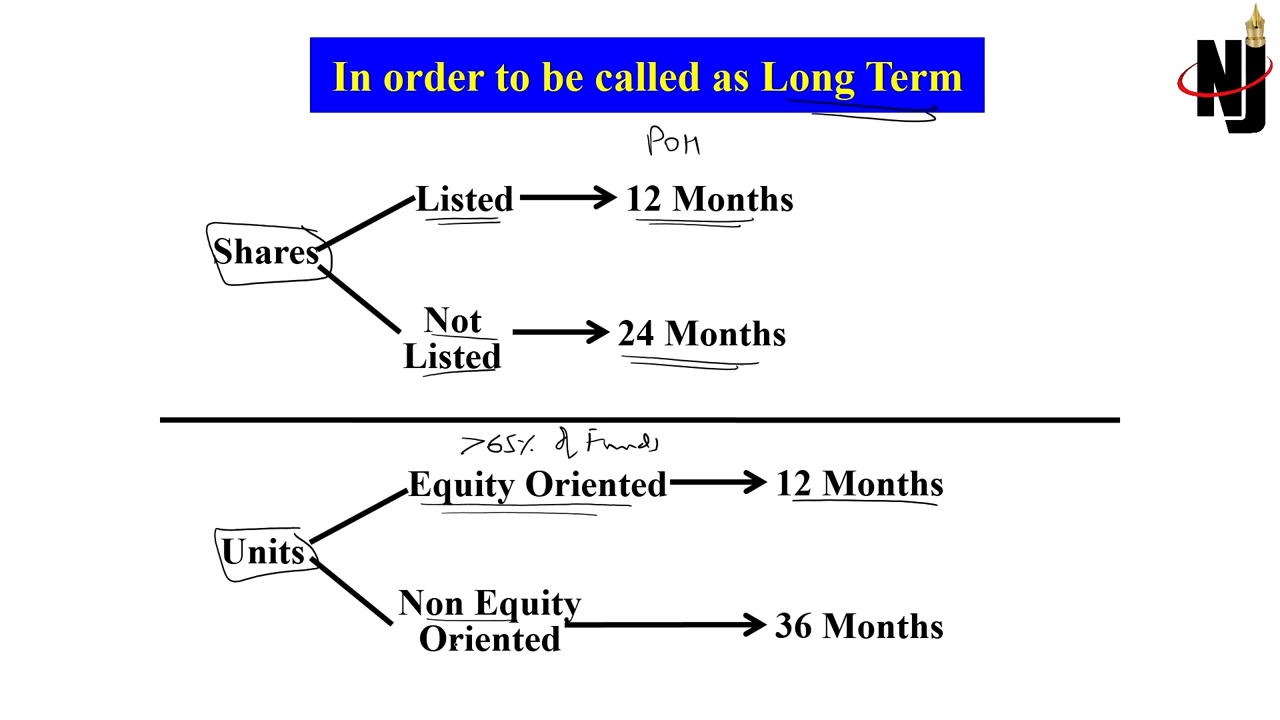 In order to be called as Long Term
NJ
POH
Listed
12 Months
Shares
Not
Listed
24 Months
>65% of Funds
Equity Oriented
12 Months
Units
Non Equity
Oriented
36 Months